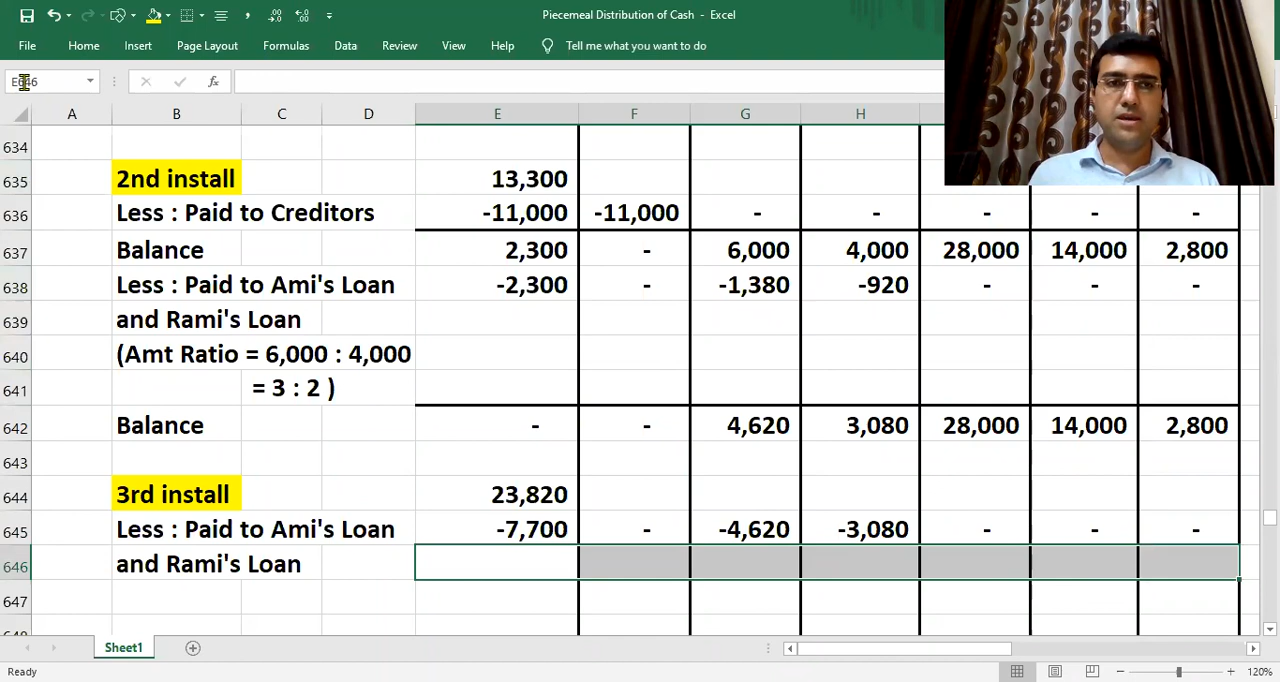 Piecemeal Distribution of Cash - Excel
File Home Insert Page Layout Formulas Data Review View Help Tell me what you want to do
E646 fx
A B C D E F G H
634
635 2nd install 13,300
636 Less : Paid to Creditors -11,000 -11,000 - - - - -
637 Balance 2,300 - 6,000 4,000 28,000 14,000 2,800
638 Less : Paid to Ami's Loan -2,300 - -1,380 -920 - - -
639 and Rami's Loan
640 (Amt Ratio = 6,000 : 4,000
641 = 3 : 2 )
642 Balance - - 4,620 3,080 28,000 14,000 2,800
643
644 3rd install 23,820
645 Less : Paid to Ami's Loan -7,700 - -4,620 -3,080 - - -
646 and Rami's Loan
647
Sheet1
Ready 120%